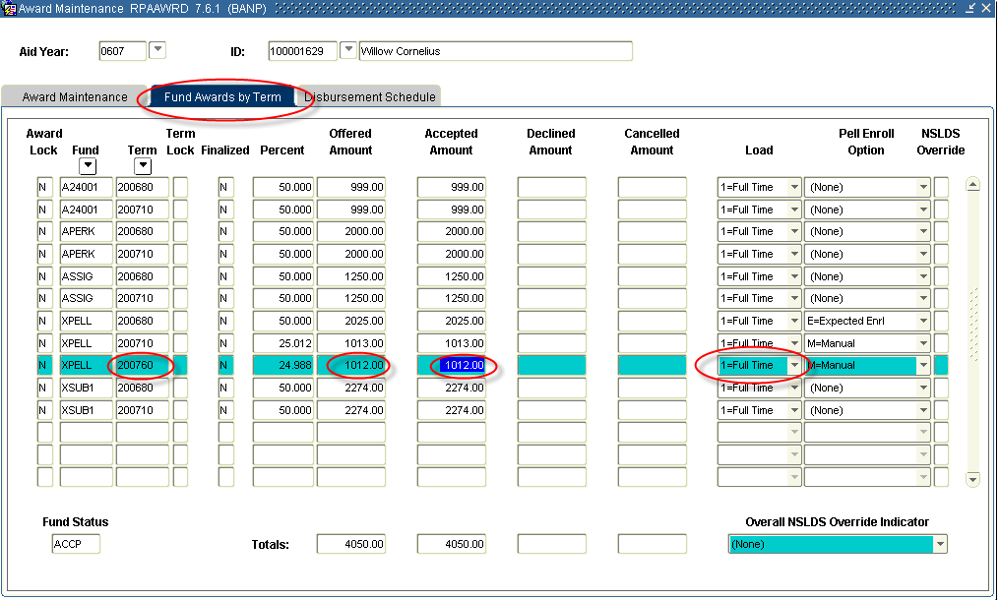 Award Maintenance RPAAWRD 7.6.1 (BANP)
Aid Year: 0607 ID: 100001629 Willow Cornelius
Award Maintenance Fund Awards by Term Disbursement Schedule
Award Term Offered Accepted Declined Cancelled Pell Enroll NSLDS
Lock Fund Term Lock Finalized Percent Amount Amount Amount Amount Load Option Override
N A24001 200680 N 50.000 999.00 999.00 1=Full Time (None)
N A24001 200710 N 50.000 999.00 999.00 1=Full Time (None)
N APERK 200680 N 50.000 2000.00 2000.00 1=Full Time (None)
N APERK 200710 N 50.000 2000.00 2000.00 1=Full Time (None)
N ASSIG 200680 N 50.000 1250.00 1250.00 1=Full Time (None)
N ASSIG 200710 N 50.000 1250.00 1250.00 1=Full Time (None)
N XPELL 200680 N 50.000 2025.00 2025.00 1=Full Time E=Expected Enrl
N XPELL 200710 N 25.012 1013.00 1013.00 1=Full Time M=Manual
N XPELL 200760 N 24.988 1012.00 1012.00 1=Full Time M=Manual
N XSUB1 200680 N 50.000 2274.00 2274.00 1=Full Time (None)
N XSUB1 200710 N 50.000 2274.00 2274.00 1=Full Time (None)
Fund Status Overall NSLDS Override Indicator
ACCP Totals: 4050.00 4050.00 (None)